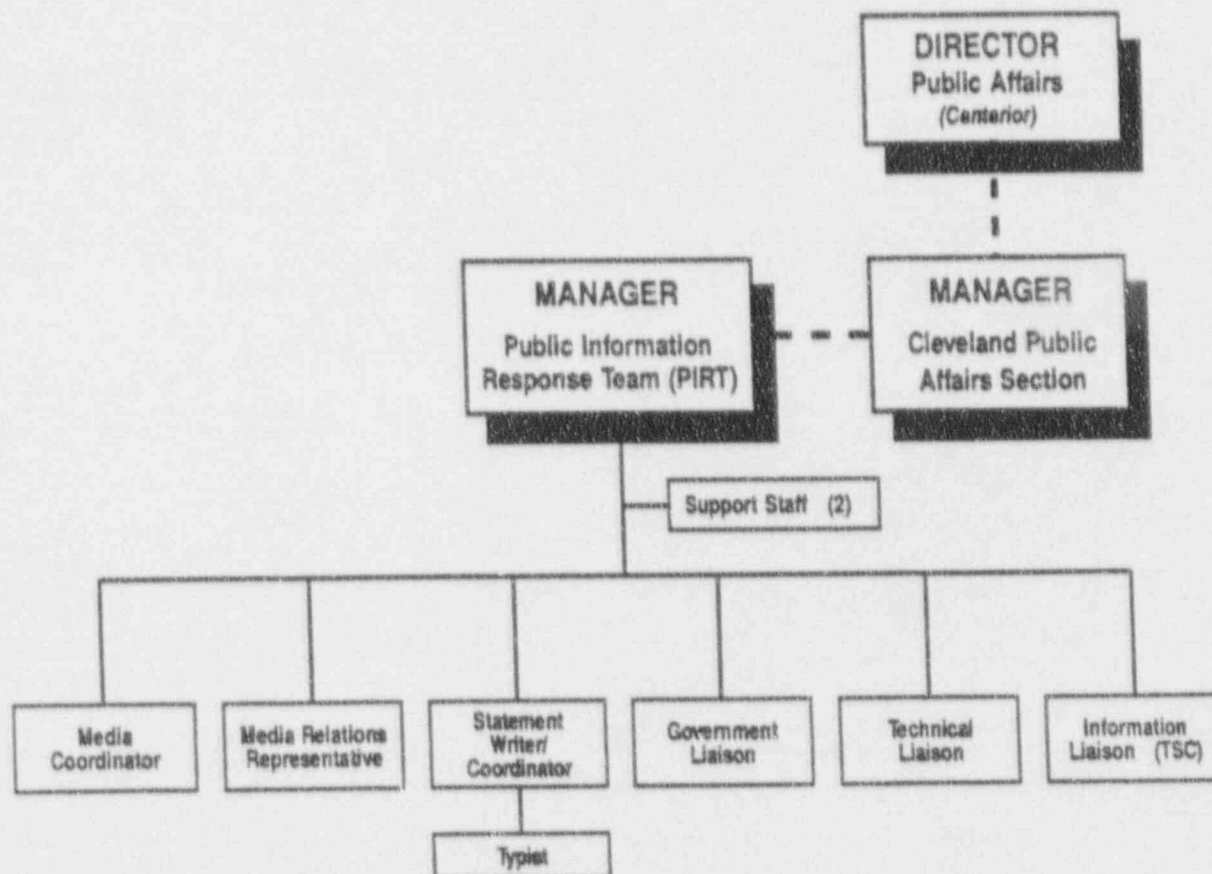 DIRECTOR
Public Affairs
(Centerior)
MANAGER
Public Information
Response Team (PIRT)
MANAGER
Cleveland Public
Affairs Section
Support Staff (2)
Media
Coordinator
Media Relations
Representative
Statement
Writer/
Coordinator
Government
Liaison
Technical
Liaison
Information
Liaison (TSC)
Typist